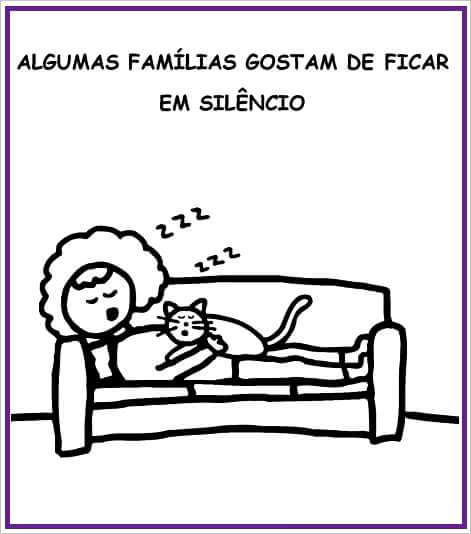 ALGUMAS FAMÍLIAS GOSTAM DE FICAR
EM SILÊNCIO
z z z
z z z